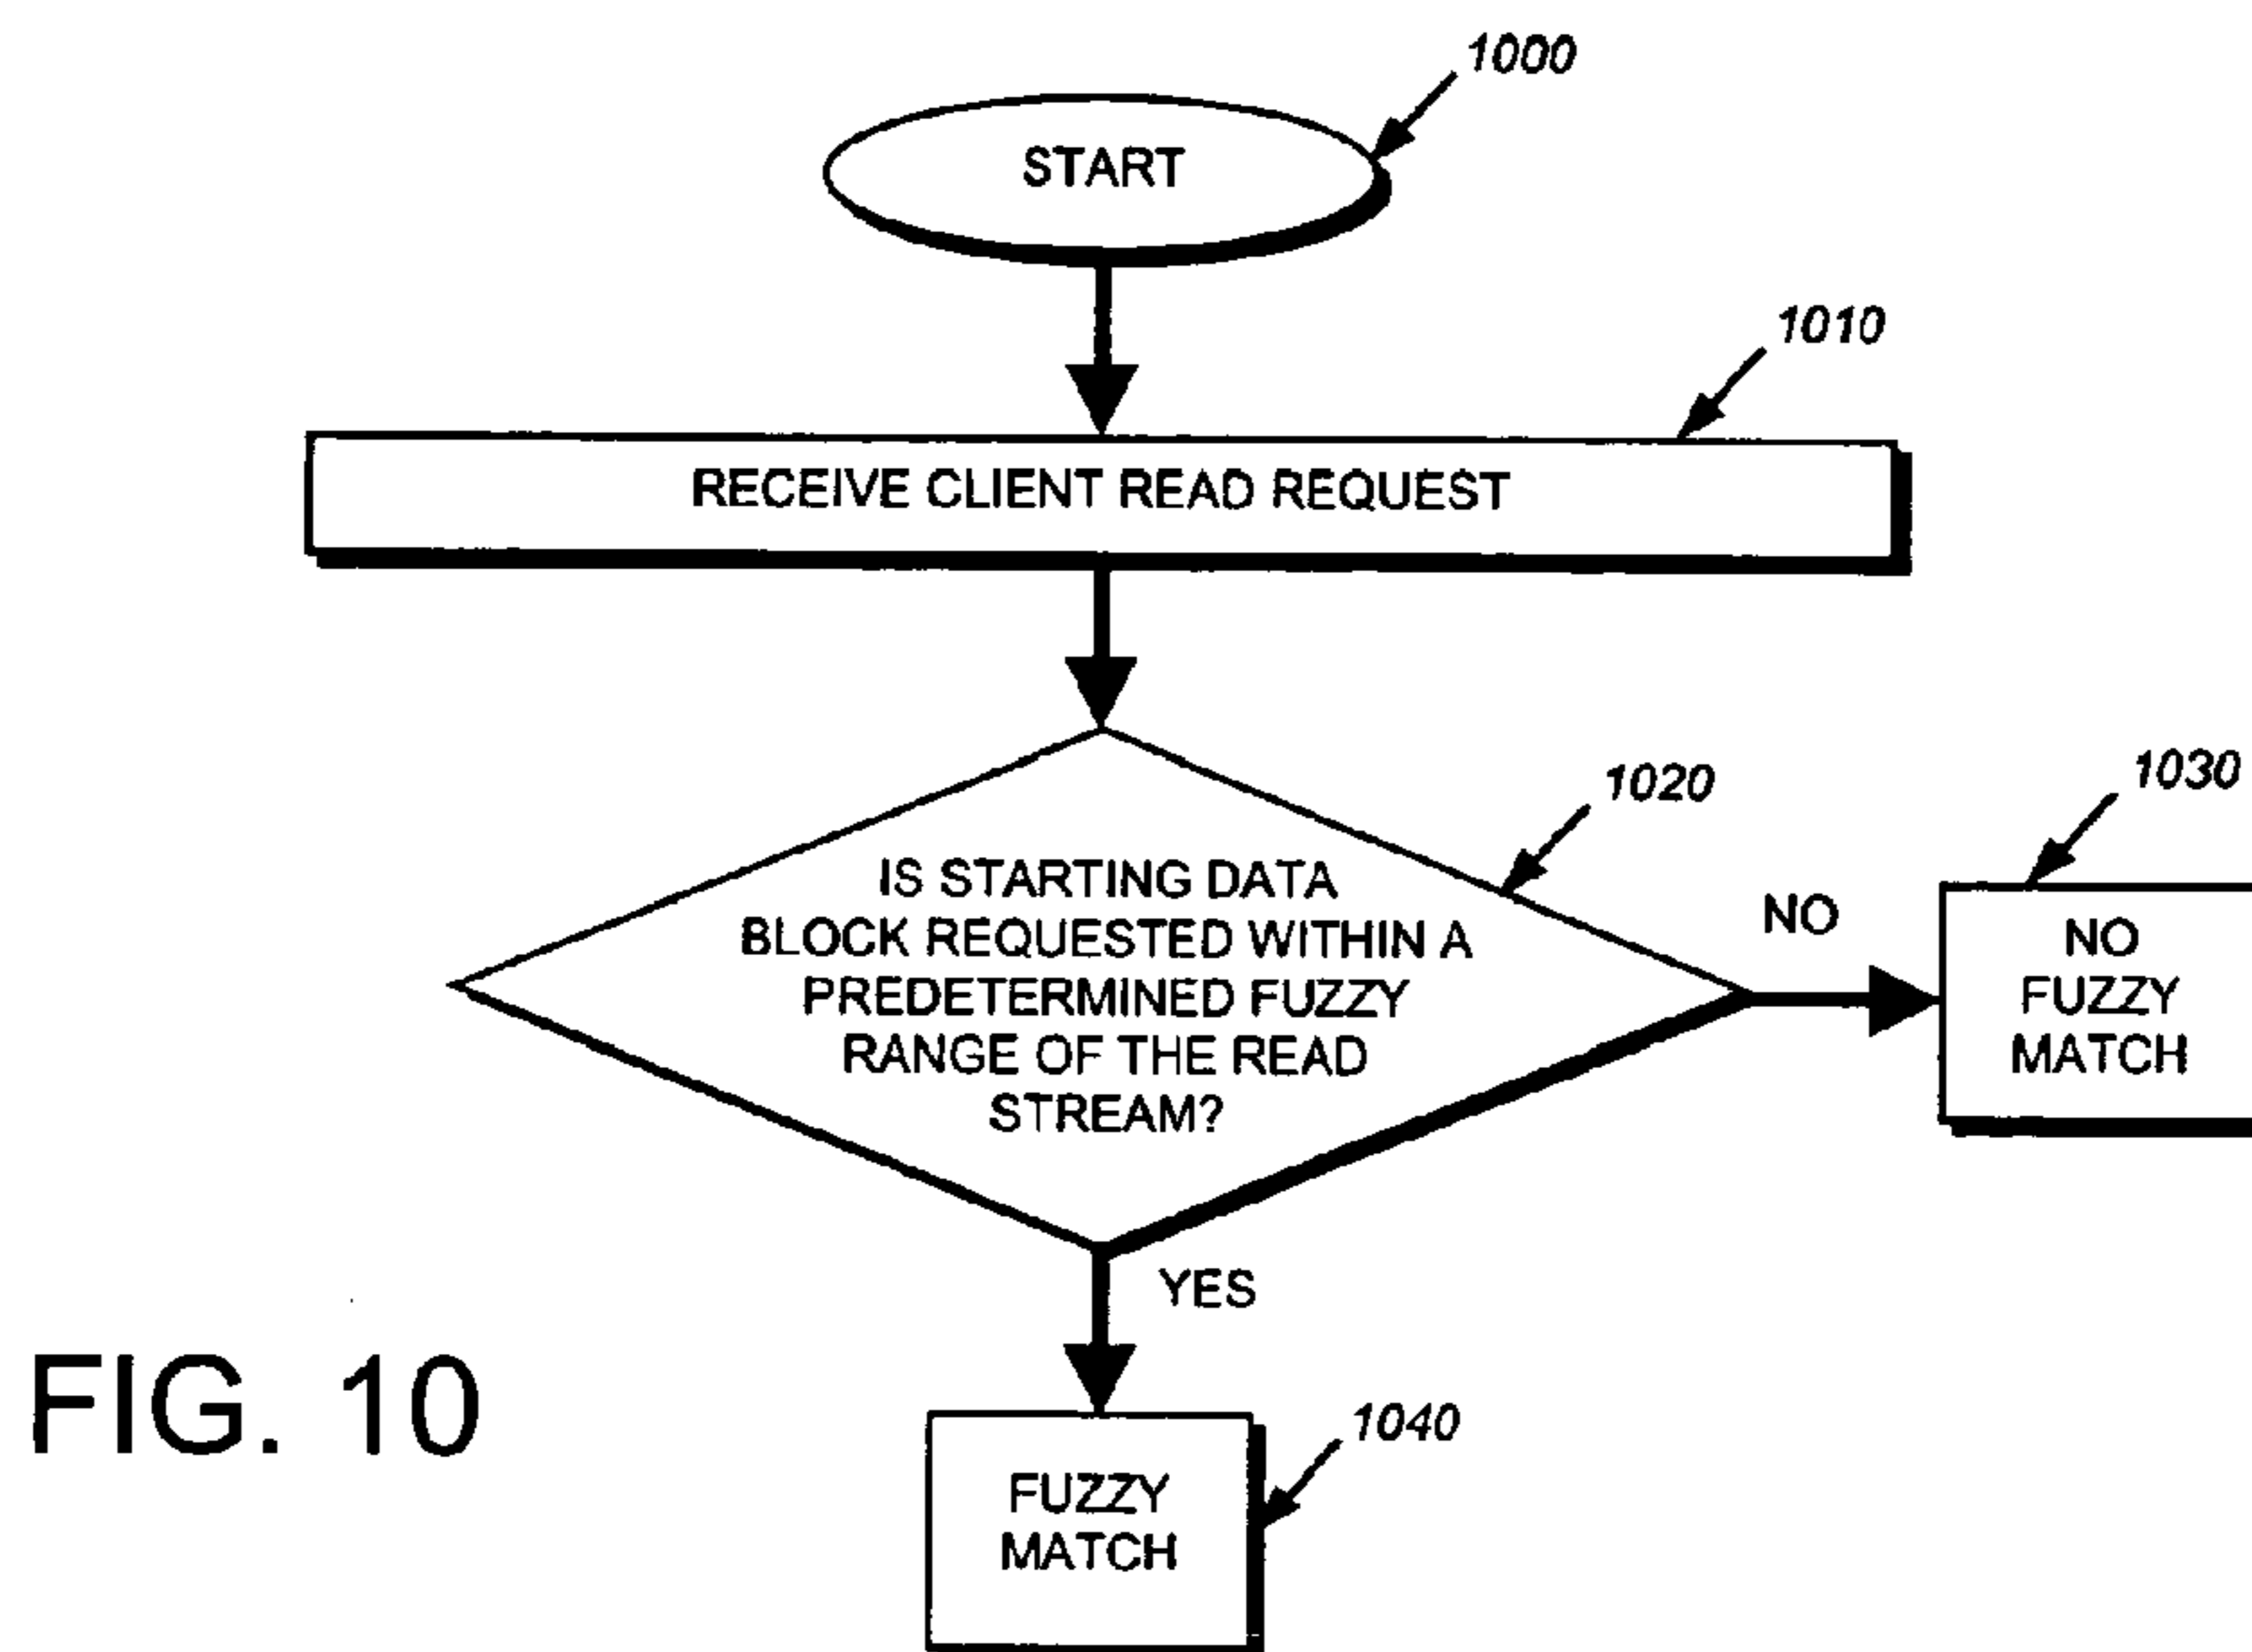 1000
START
1010
RECEIVE CLIENT READ REQUEST
1020
IS STARTING DATA
BLOCK REQUESTED WITHIN A
PREDETERMINED FUZZY
RANGE OF THE READ
STREAM?
NO
1030
NO
FUZZY
MATCH
YES
1040
FUZZY
MATCH
FIG. 10